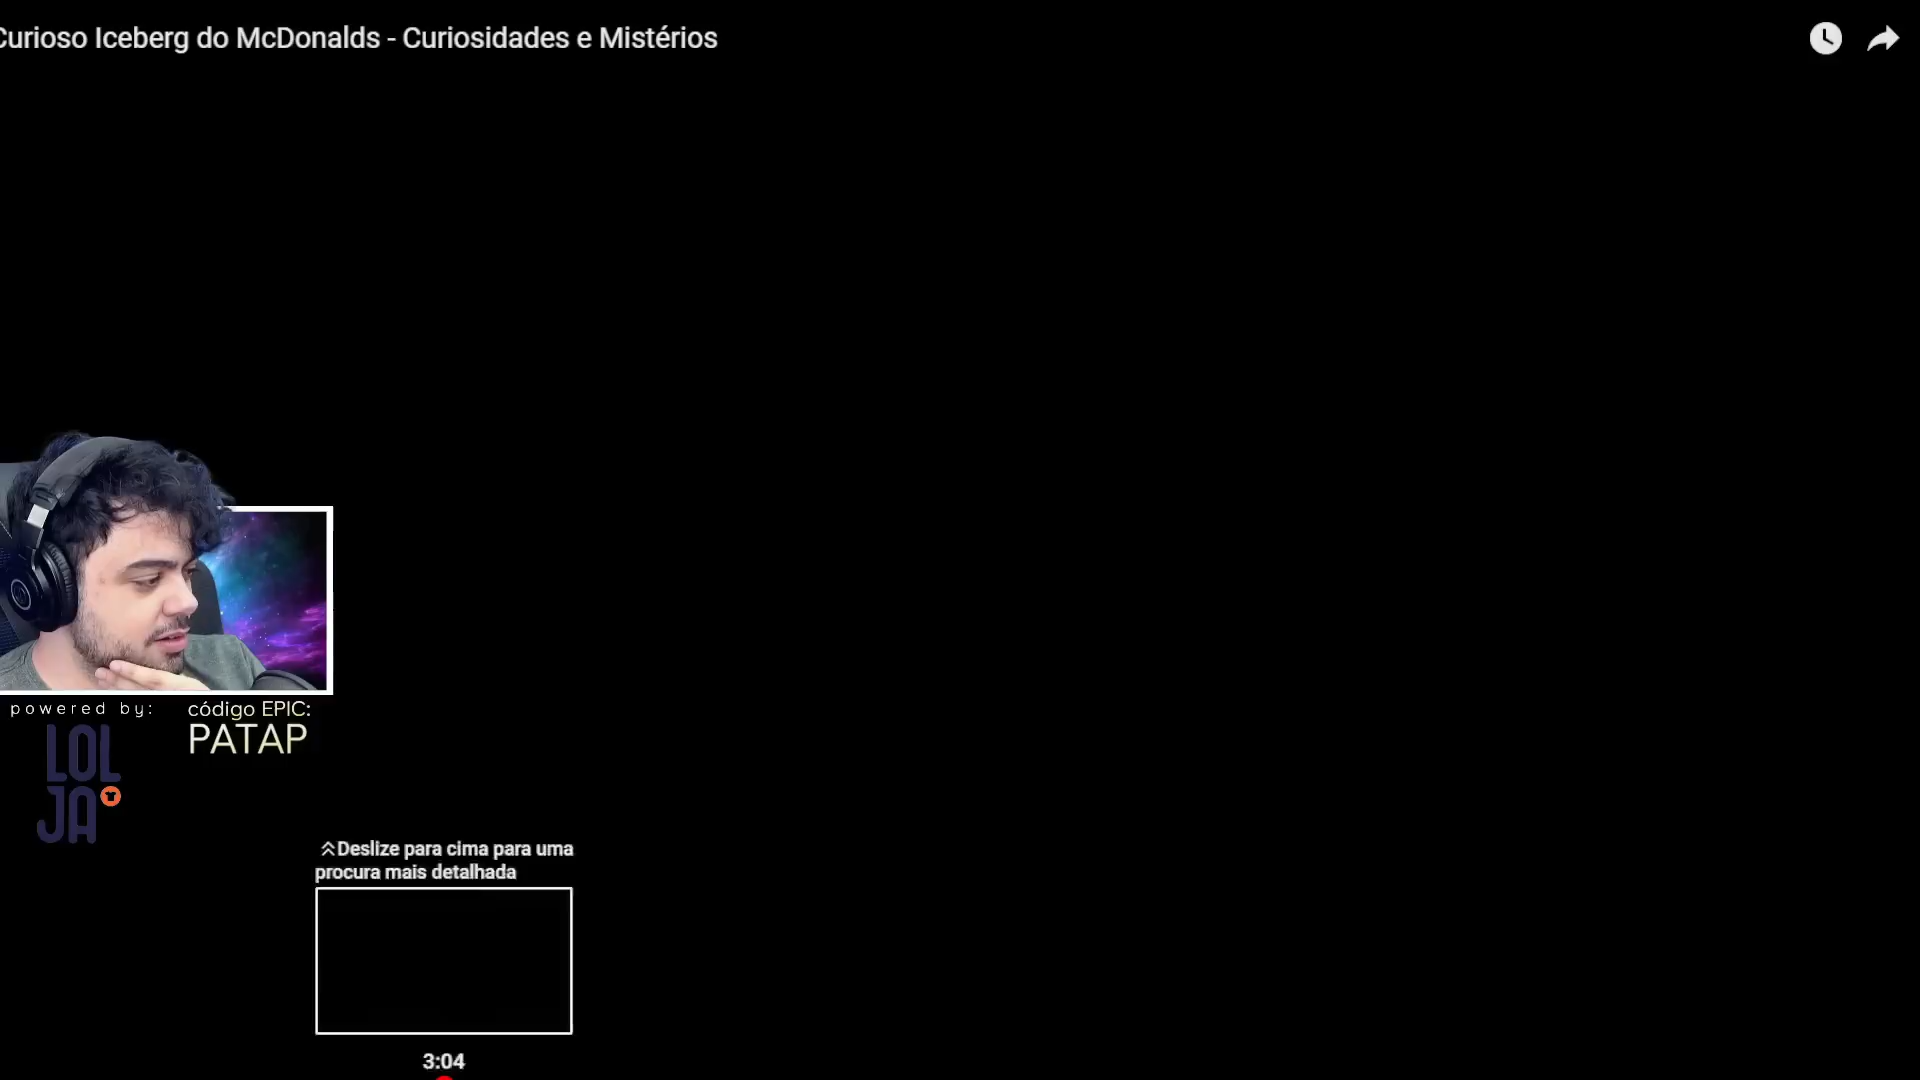 Curioso Iceberg do McDonalds - Curiosidades e Mistérios
powered by:
LOL
JA
código EPIC:
PATAP
Deslize para cima para uma
procura mais detalhada
3:04